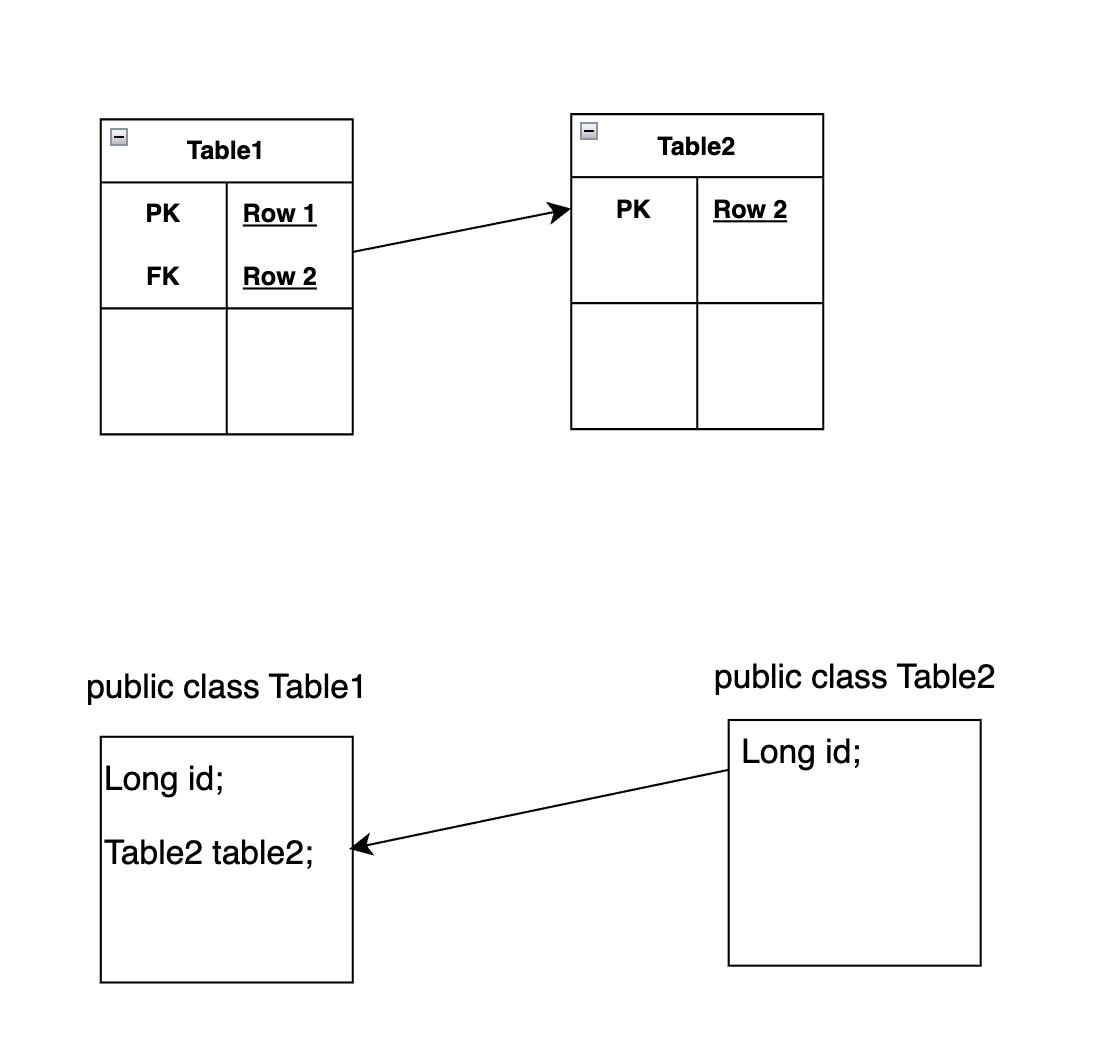 Table1
PK Row 1
FK Row 2
Table2
PK Row 2
public class Table1
Long id;
Table2 table2;
public class Table2
Long id;